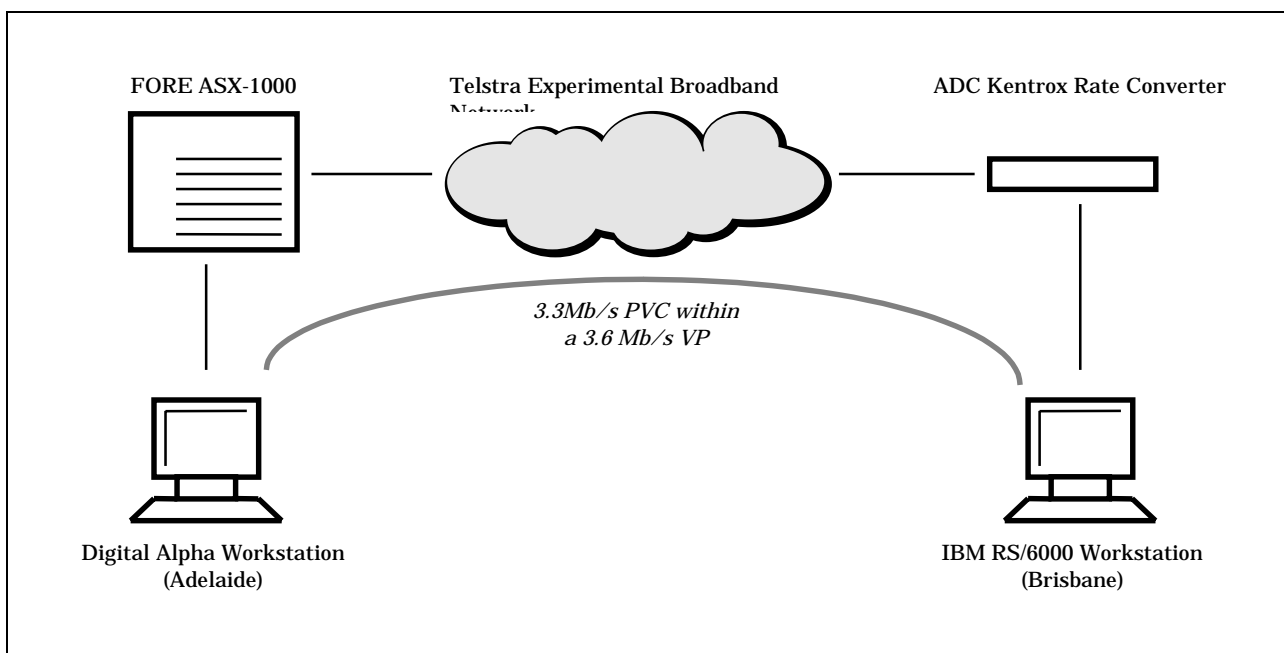 FORE ASX-1000
Telstra Experimental Broadband
Network
ADC Kentrox Rate Converter
3.3Mb/s PVC within
a 3.6 Mb/s VP
Digital Alpha Workstation
(Adelaide)
IBM RS/6000 Workstation
(Brisbane)